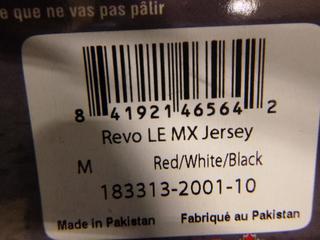 e que ne vas pas pâlir
8 41921 46564 2
Revo LE MX Jersey
M Red/White/Black
183313-2001-10
Made in Pakistan Fabriqué au Pakistan